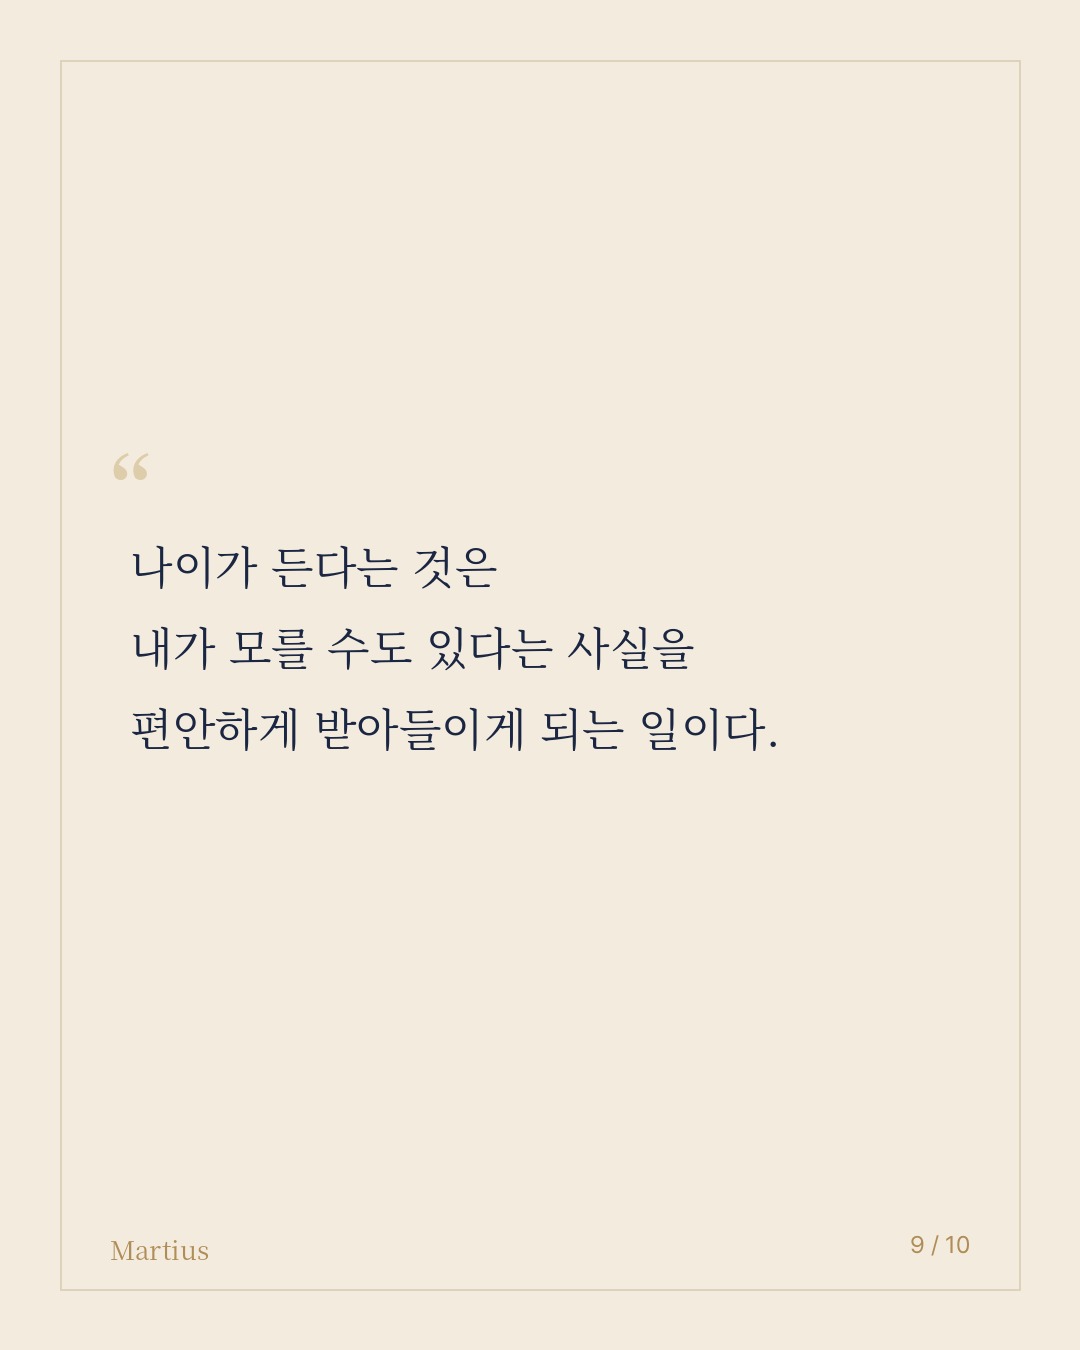 “
나이가 든다는 것은
내가 모를 수도 있다는 사실을
편안하게 받아들이게 되는 일이다.
Martius
9 / 10